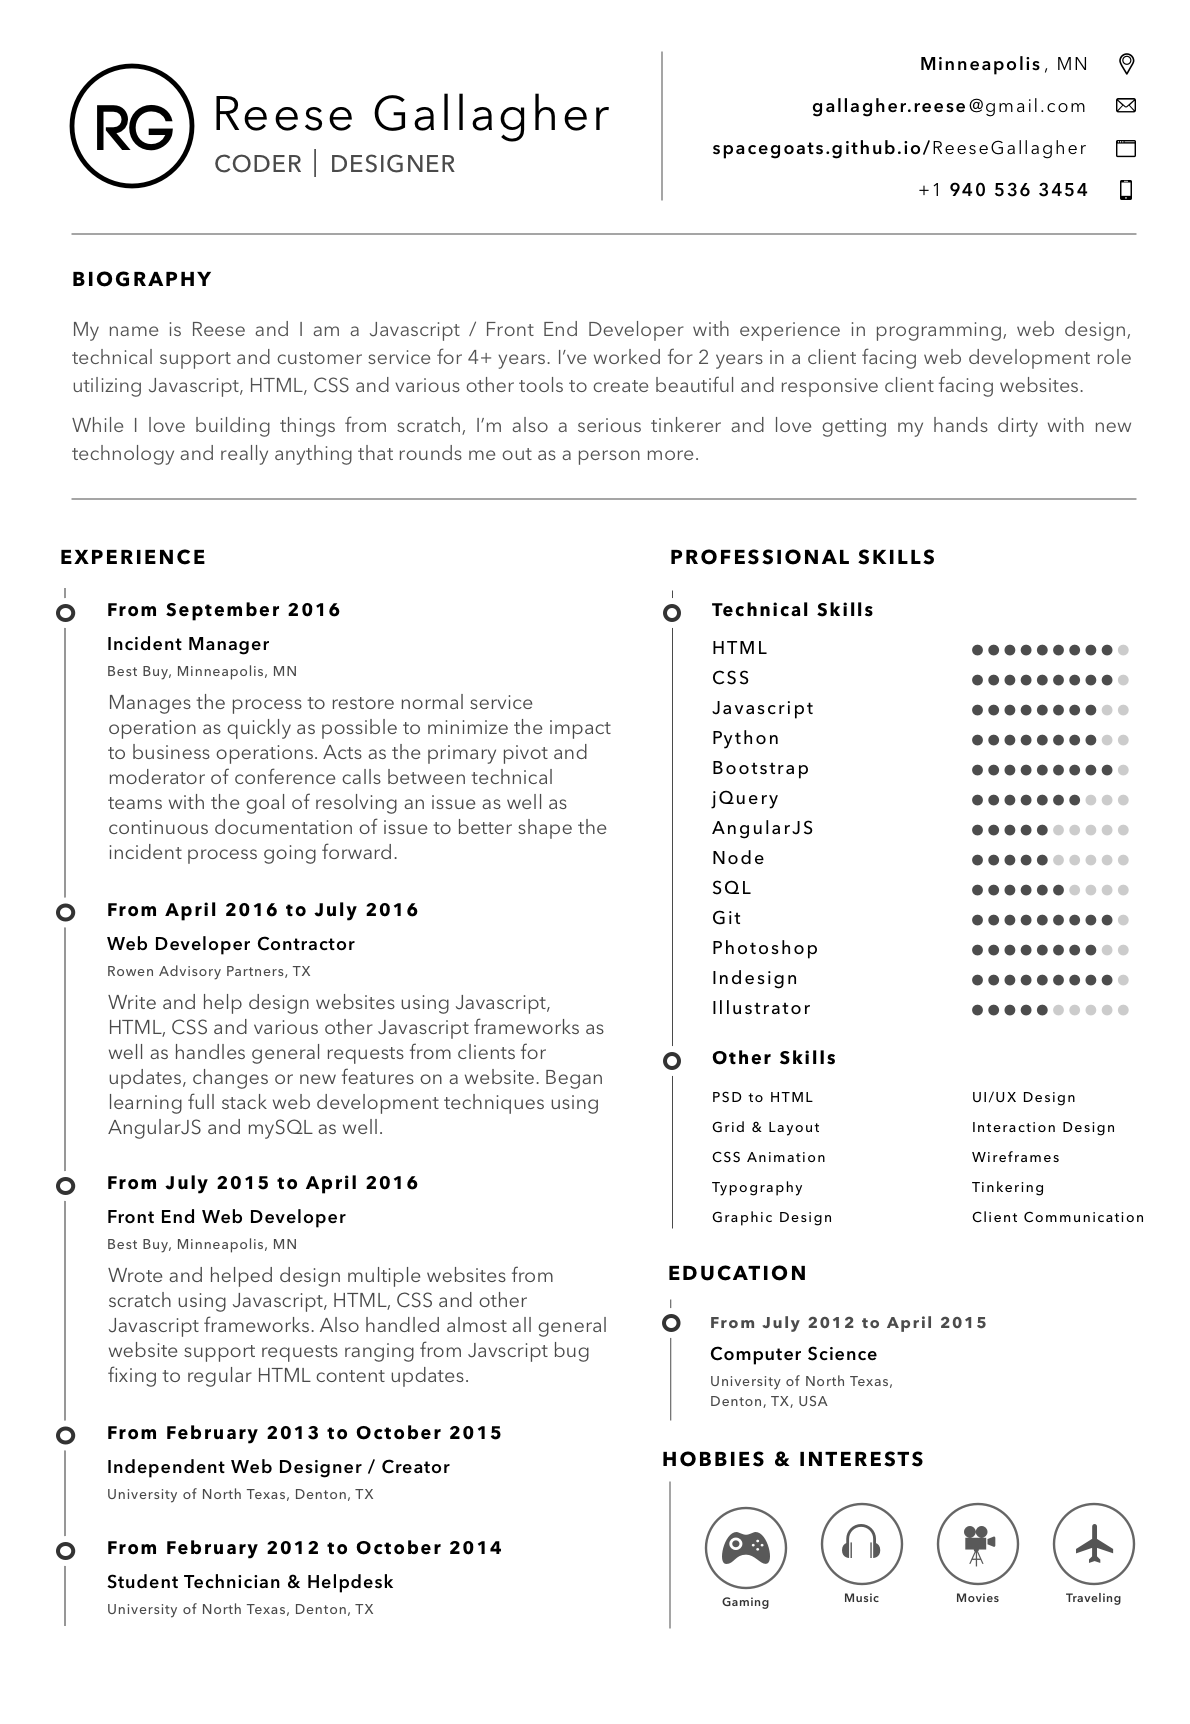 RG
Reese Gallagher
CODER | DESIGNER
Minneapolis, MN
gallagher.reese@gmail.com
spacegoats.github.io/ReeseGallagher
+1 940 536 3454
BIOGRAPHY
My name is Reese and I am a Javascript / Front End Developer with experience in programming, web design,
technical support and customer service for 4+ years. I’ve worked for 2 years in a client facing web development role
utilizing Javascript, HTML, CSS and various other tools to create beautiful and responsive client facing websites.
While I love building things from scratch, I’m also a serious tinkerer and love getting my hands dirty with new
technology and really anything that rounds me out as a person more.
EXPERIENCE
From September 2016
Incident Manager
Best Buy, Minneapolis, MN
Manages the process to restore normal service
operation as quickly as possible to minimize the impact
to business operations. Acts as the primary pivot and
moderator of conference calls between technical
teams with the goal of resolving an issue as well as
continuous documentation of issue to better shape the
incident process going forward.
From April 2016 to July 2016
Web Developer Contractor
Rowen Advisory Partners, TX
Write and help design websites using Javascript,
HTML, CSS and various other Javascript frameworks as
well as handles general requests from clients for
updates, changes or new features on a website. Began
learning full stack web development techniques using
AngularJS and mySQL as well.
From July 2015 to April 2016
Front End Web Developer
Best Buy, Minneapolis, MN
Wrote and helped design multiple websites from
scratch using Javascript, HTML, CSS and other
Javascript frameworks. Also handled almost all general
website support requests ranging from Javscript bug
fixing to regular HTML content updates.
From February 2013 to October 2015
Independent Web Designer / Creator
University of North Texas, Denton, TX
From February 2012 to October 2014
Student Technician & Helpdesk
University of North Texas, Denton, TX
PROFESSIONAL SKILLS
Technical Skills
HTML
CSS
Javascript
Python
Bootstrap
jQuery
AngularJS
Node
SQL
Git
Photoshop
Indesign
Illustrator
Other Skills
PSD to HTML
Grid & Layout
CSS Animation
Typography
Graphic Design
UI/UX Design
Interaction Design
Wireframes
Tinkering
Client Communication
EDUCATION
From July 2012 to April 2015
Computer Science
University of North Texas,
Denton, TX, USA
HOBBIES & INTERESTS
Gaming
Music
Movies
Traveling